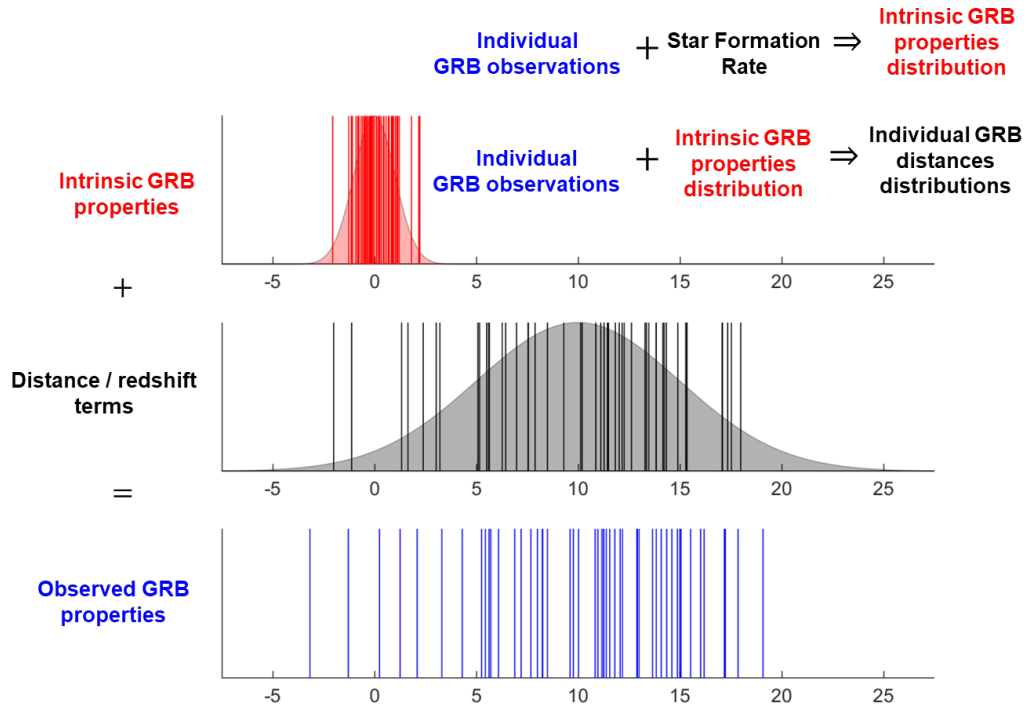 Individual
GRB observations
+
Star Formation
Rate
⇒
Intrinsic GRB
properties
distribution
Individual
GRB observations
+
Intrinsic GRB
properties
distribution
⇒
Individual GRB
distances
distributions
Intrinsic GRB
properties
-5 0 5 10 15 20 25
+
Distance / redshift
terms
-5 0 5 10 15 20 25
=
Observed GRB
properties
-5 0 5 10 15 20 25